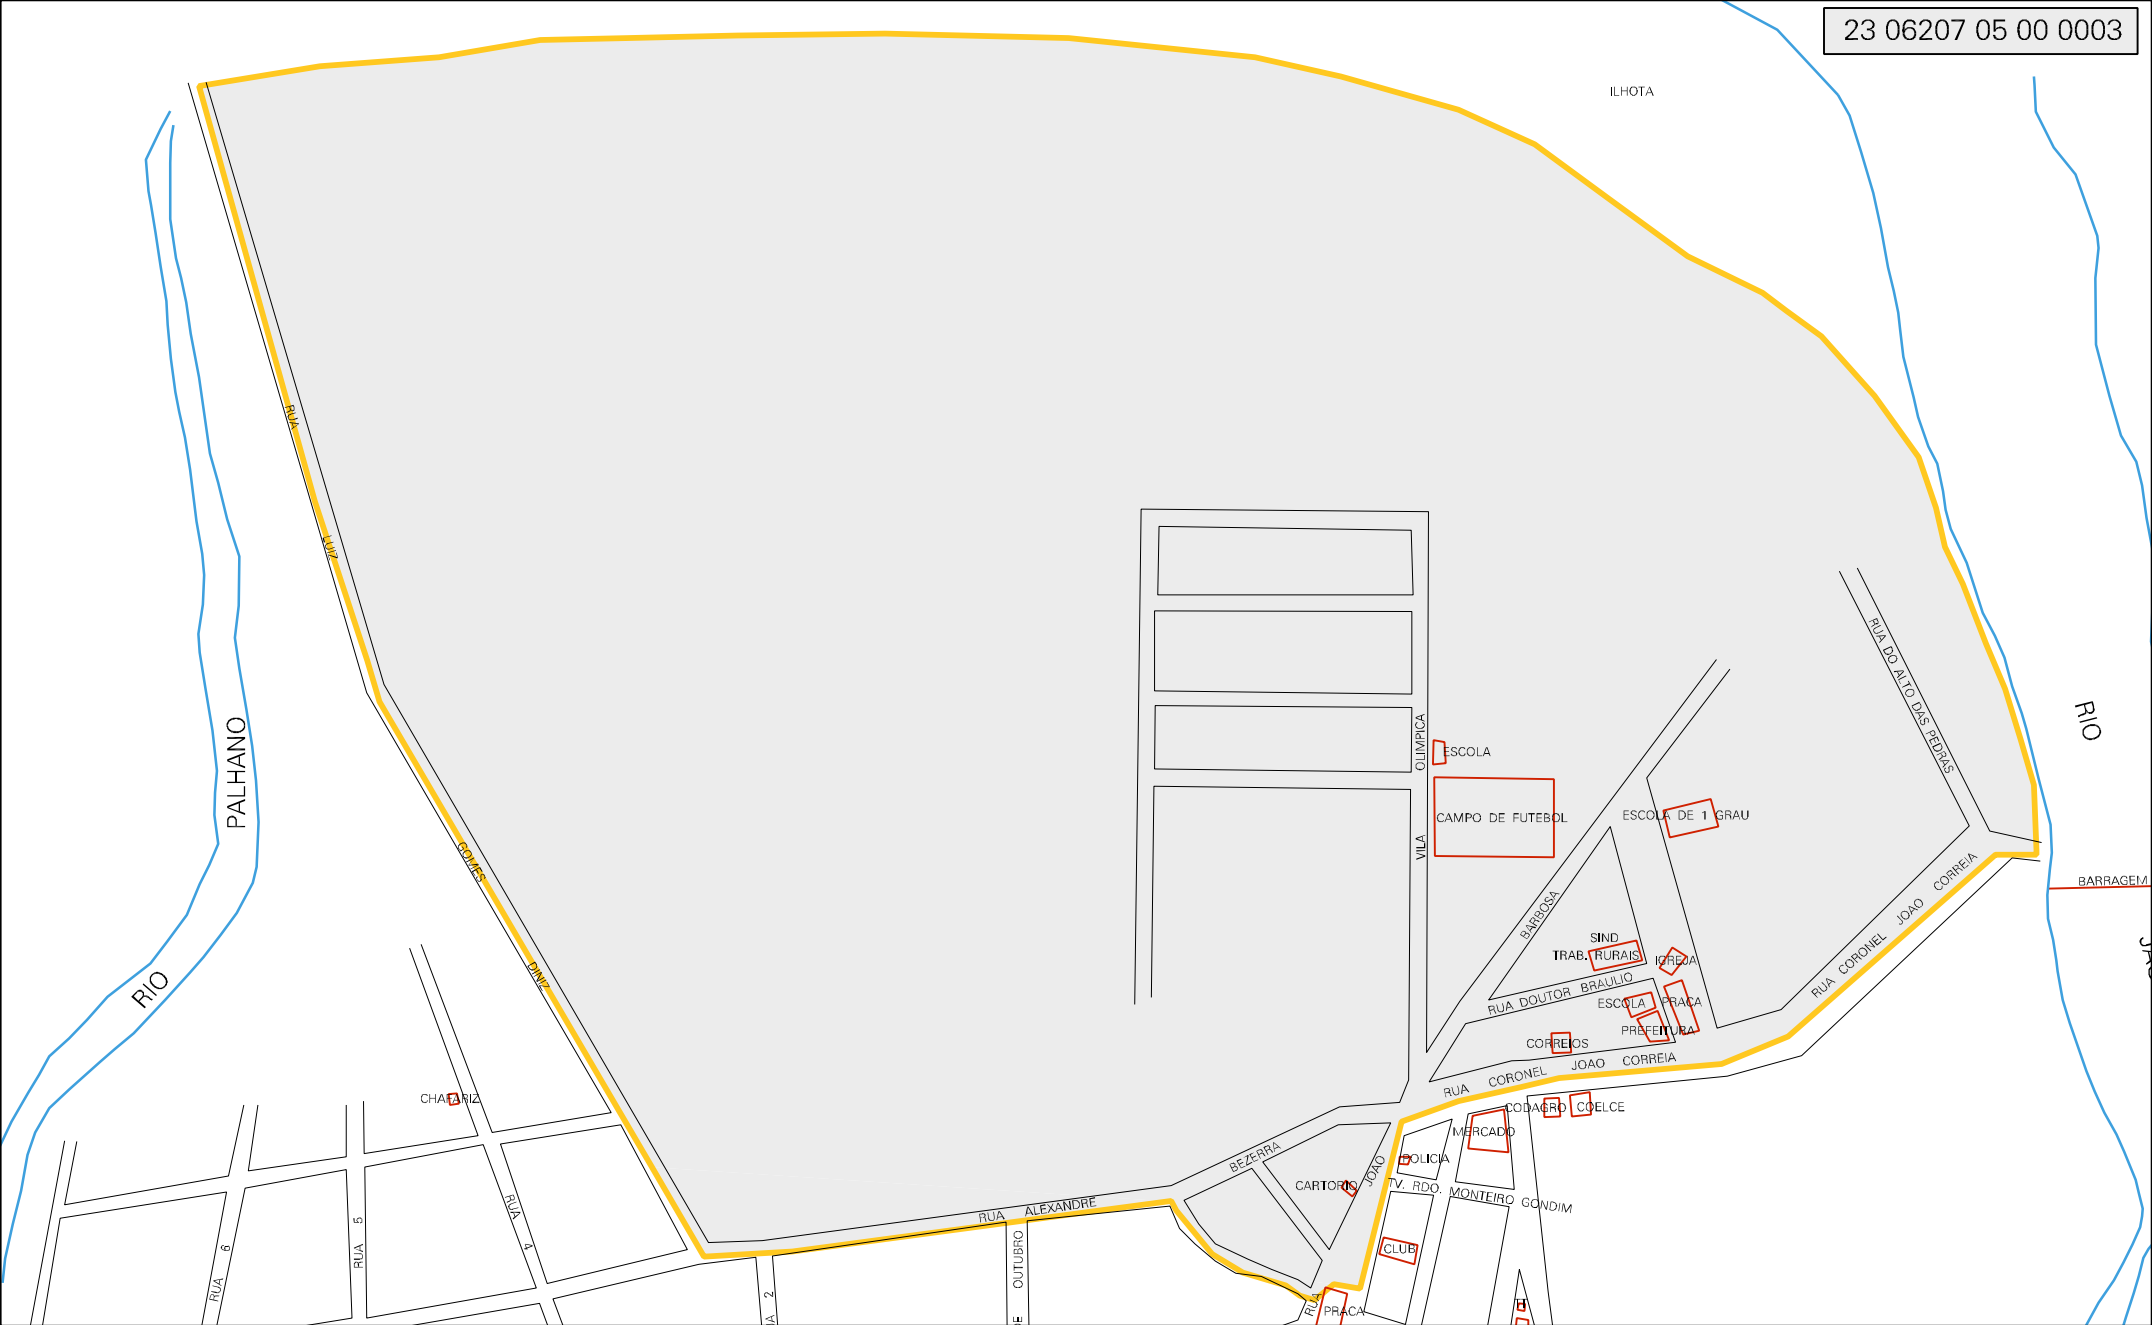 23 06207 05 00 0003
ILHOTA
RUA
LUIZ
GOMES
DINIZ
RIO
PALHANO
RIO
RUA DO ALTO DAS PEDRAS
OLIMPICA
VILA
ESCOLA
CAMPO DE FUTEBOL
ESCOLA DE 1 GRAU
BARBOSA
SIND
TRAB. RURAIS
IGREJA
RUA DOUTOR BRAULIO
ESCOLA
PRACA
PREFEITURA
CORREIOS
RUA CORONEL JOAO CORREIA
RUA CORONEL JOAO CORREIA
BARRAGEM
CHAFARIZ
CODAGRO
COELCE
MERCADO
POLICIA
BEZERRA
CARTORIO
JOAO
TV. RDO. MONTEIRO GONDIM
RUA ALEXANDRE
RUA 4
RUA 5
RUA 6
OUTUBRO
2
CLUB
RUA
PRACA